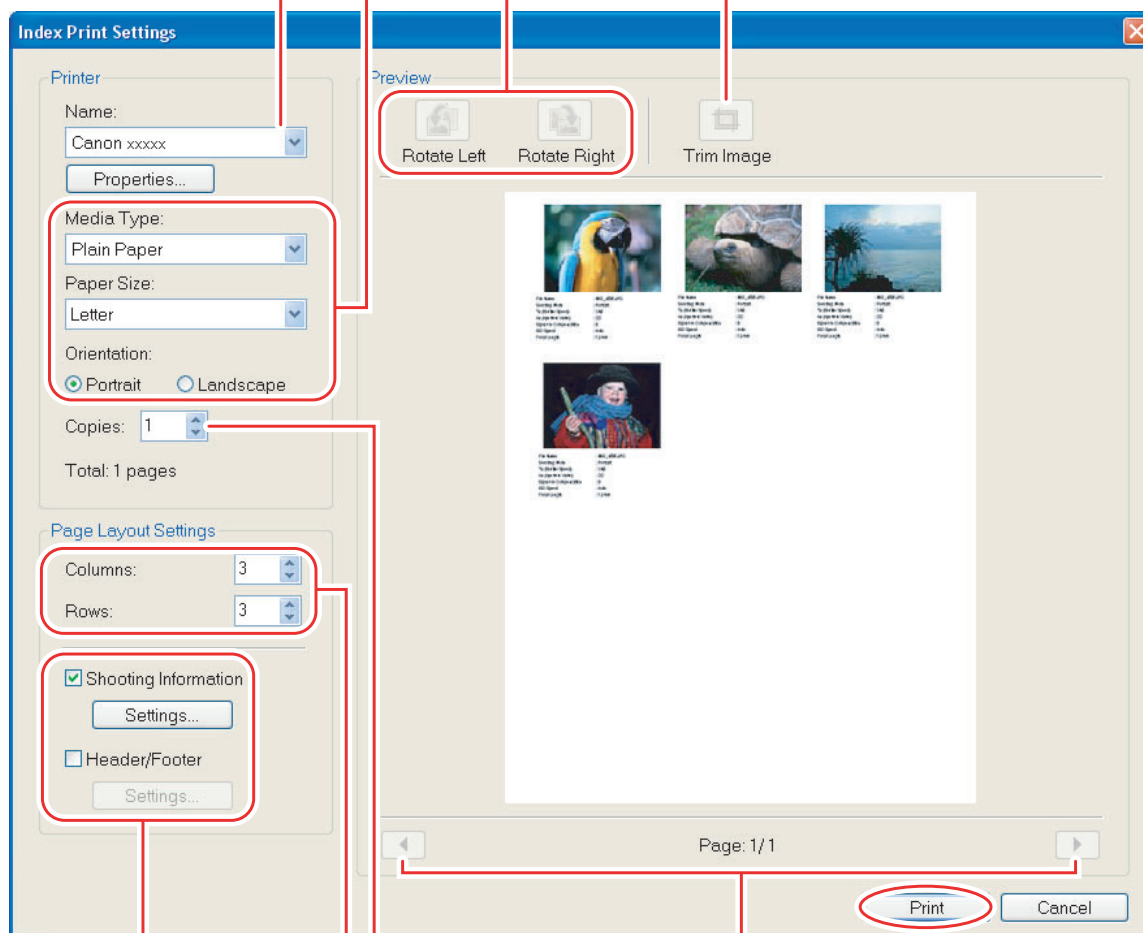 Index Print Settings
Printer
Name:
Canon xxxxx
Properties...
Media Type:
Plain Paper
Paper Size:
Letter
Orientation:
Portrait
Landscape
Copies: 1
Total: 1 pages
Page Layout Settings
Columns: 3
Rows: 3
Shooting Information
Settings...
Header/Footer
Settings...
Preview
Rotate Left
Rotate Right
Trim Image
Page: 1/1
Print
Cancel